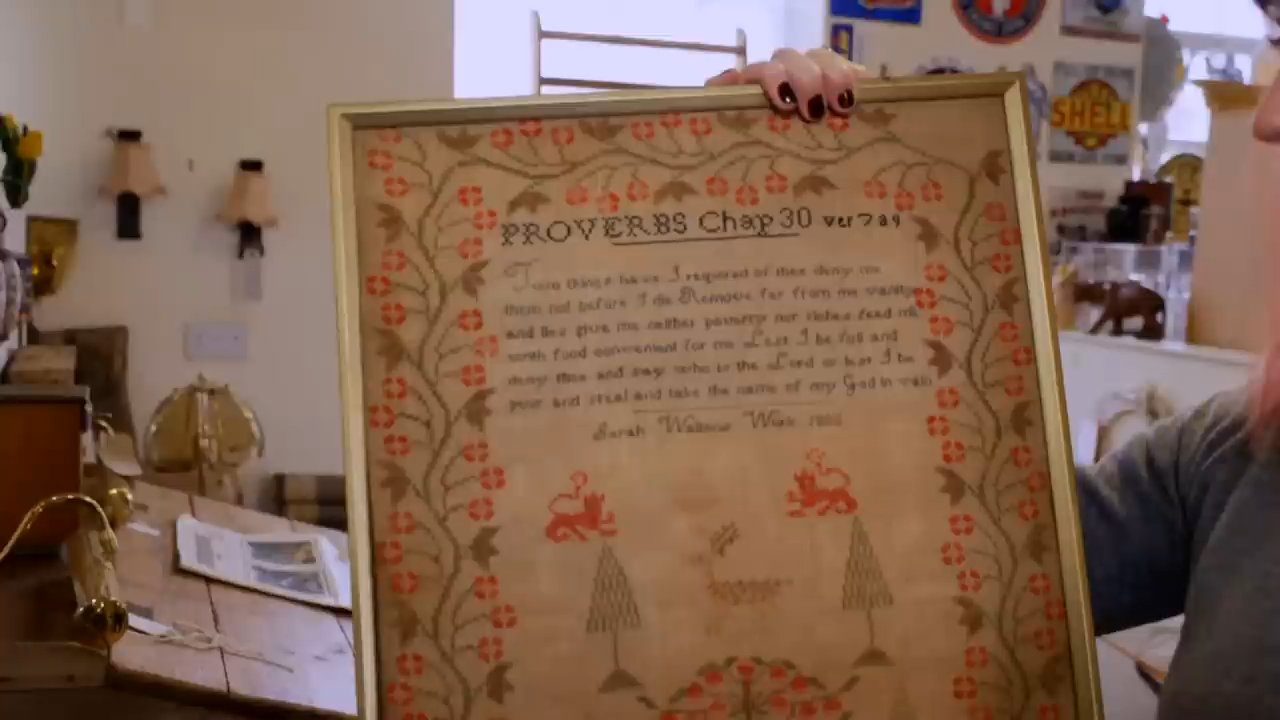 SHELL
PROVERBS Chap 30 ver 7 8 9
Two things have I required of thee deny me
them not before I die Remove far from me vanity
and lies give me neither poverty nor riches feed me
with food convenient for me Lest I be full and
deny thee and say who is the Lord or lest I be
poor and steal and take the name of my God in vain
Sarah Work